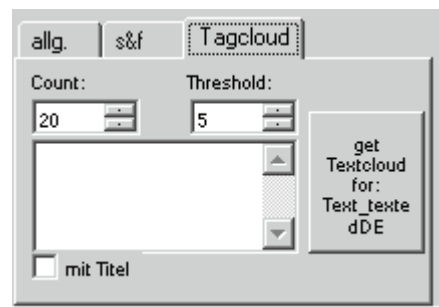 allg. s&f Tagcloud
Count: Threshold:
20 5
get
Textcloud
for:
Text_texte
dDE
mit Titel